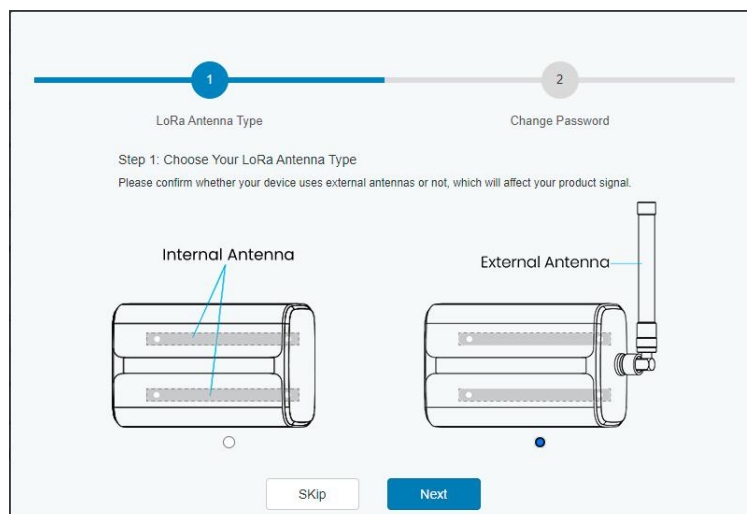 1
2
LoRa Antenna Type
Change Password
Step 1: Choose Your LoRa Antenna Type
Please confirm whether your device uses external antennas or not, which will affect your product signal.
Internal Antenna
External Antenna
SKip
Next